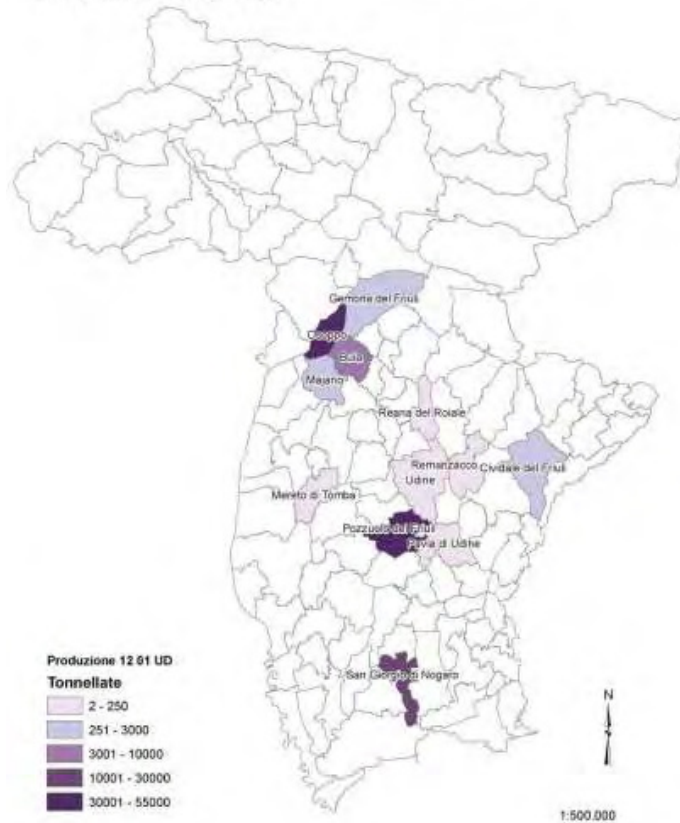 Gemona del Friuli
Osoppo
Buia
Majano
Reana del Roiale
Remanzacco
Cividale del Friuli
Udine
Mereto di Tomba
Pozzuolo del Friuli
Pavia di Udine
San Giorgio di Nogaro
Produzione 12 01 UD
Tonnellate
2 - 250
251 - 3000
3001 - 10000
10001 - 30000
30001 - 55000
N
1:500.000